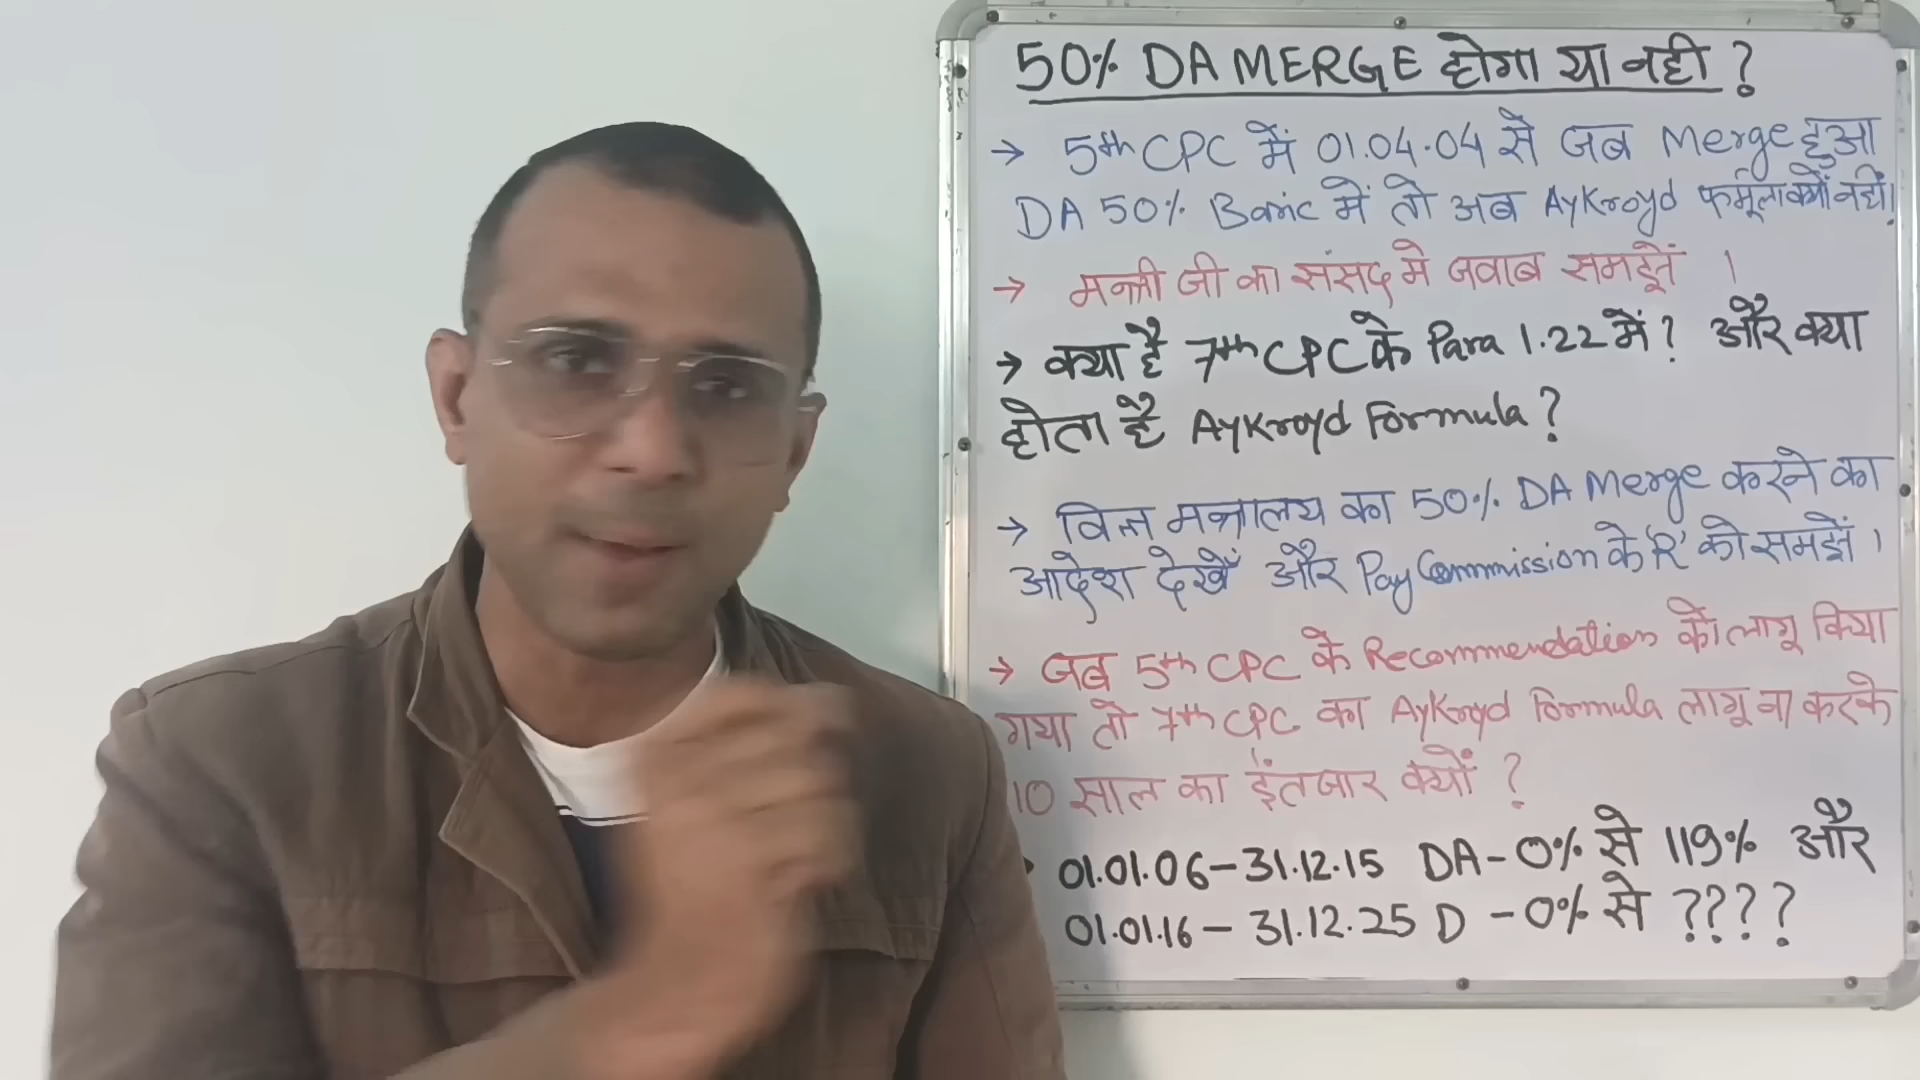 50% DA MERGE होगा या नही ?
→ 5th CPC में 01.04.04 से जब Merge हुआ
DA 50% Basic में तो अब AyKroyd फर्मूला क्यों नहीं।
→ मन्त्री जी का संसद मे जवाब समझें ।
→ क्या है 7th CPC के Para 1.22 में? और क्या
होता है AyKroyd Formula?
→ वित्त मन्त्रालय का 50% DA Merge करने का
आदेश देखें और Pay Commission के 'R' को समझें ।
→ जब 5th CPC के Recommendation को लागू किया
गया तो 7th CPC का AyKroyd Formula लागू ना करके
10 साल का इंतजार क्यों ?
01.01.06-31.12.15 DA-0% से 119% और
01.01.16- 31.12.25 D -0% से ????